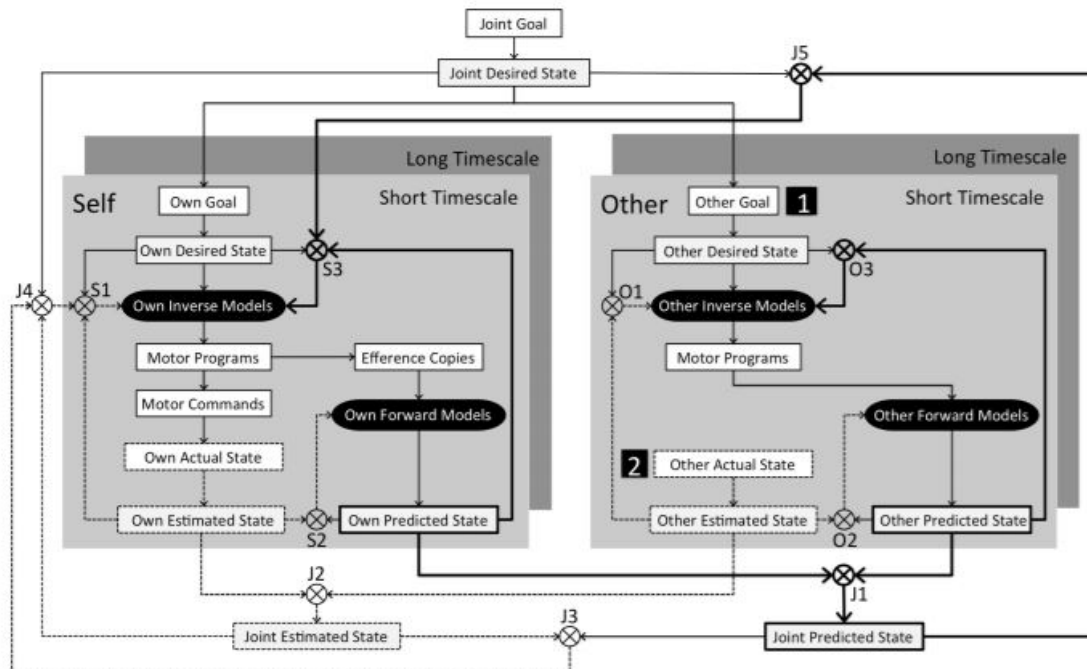 Joint Goal
J5
Joint Desired State
Long Timescale
Long Timescale
Self
Own Goal
Short Timescale
Other
Other Goal
1
Short Timescale
Own Desired State
S3
Other Desired State
O3
J4
S1
Own Inverse Models
O1
Other Inverse Models
Motor Programs
Efference Copies
Motor Programs
Motor Commands
Own Forward Models
Other Forward Models
Own Actual State
2
Other Actual State
Own Estimated State
S2
Own Predicted State
Other Estimated State
O2
Other Predicted State
J2
J1
J3
Joint Estimated State
Joint Predicted State